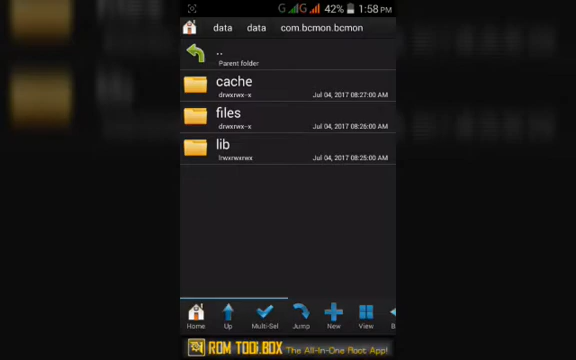 G G 42% 1:58 PM
data data com.bcmon.bcmon
..
Parent folder
cache
drwxrwx--x Jul 04, 2017 08:27:00 AM
files
drwxrwx--x Jul 04, 2017 08:26:00 AM
lib
lrwxrwxrwx Jul 04, 2017 08:25:00 AM
Home Up Multi-Sel Jump New View B
ROM TOOLBOX The All-In-One Root App!